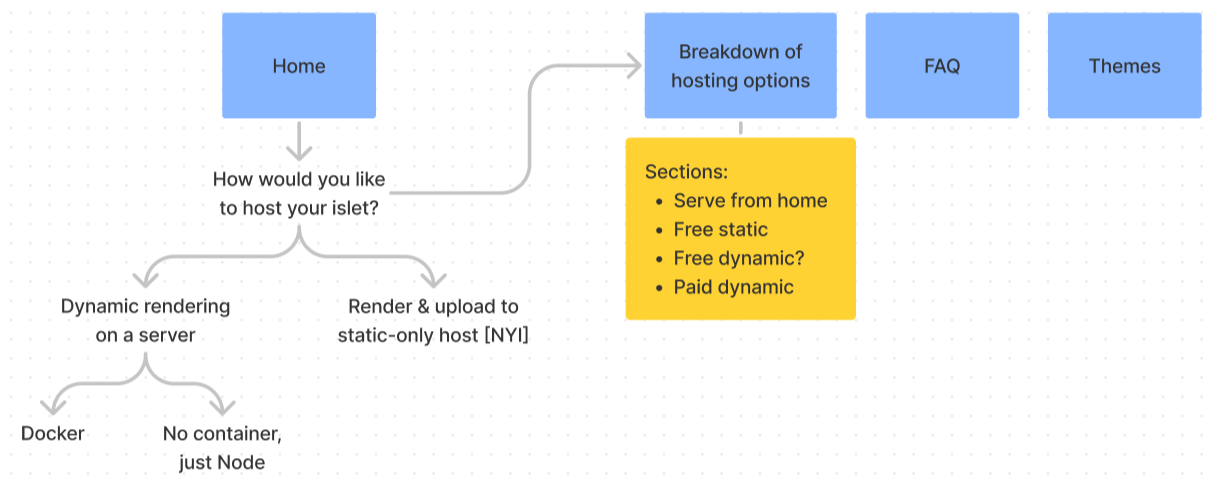 Home
Breakdown of
hosting options
FAQ
Themes
How would you like
to host your islet?
Sections:
• Serve from home
• Free static
• Free dynamic?
• Paid dynamic
Dynamic rendering
on a server
Render & upload to
static-only host [NYI]
Docker
No container,
just Node